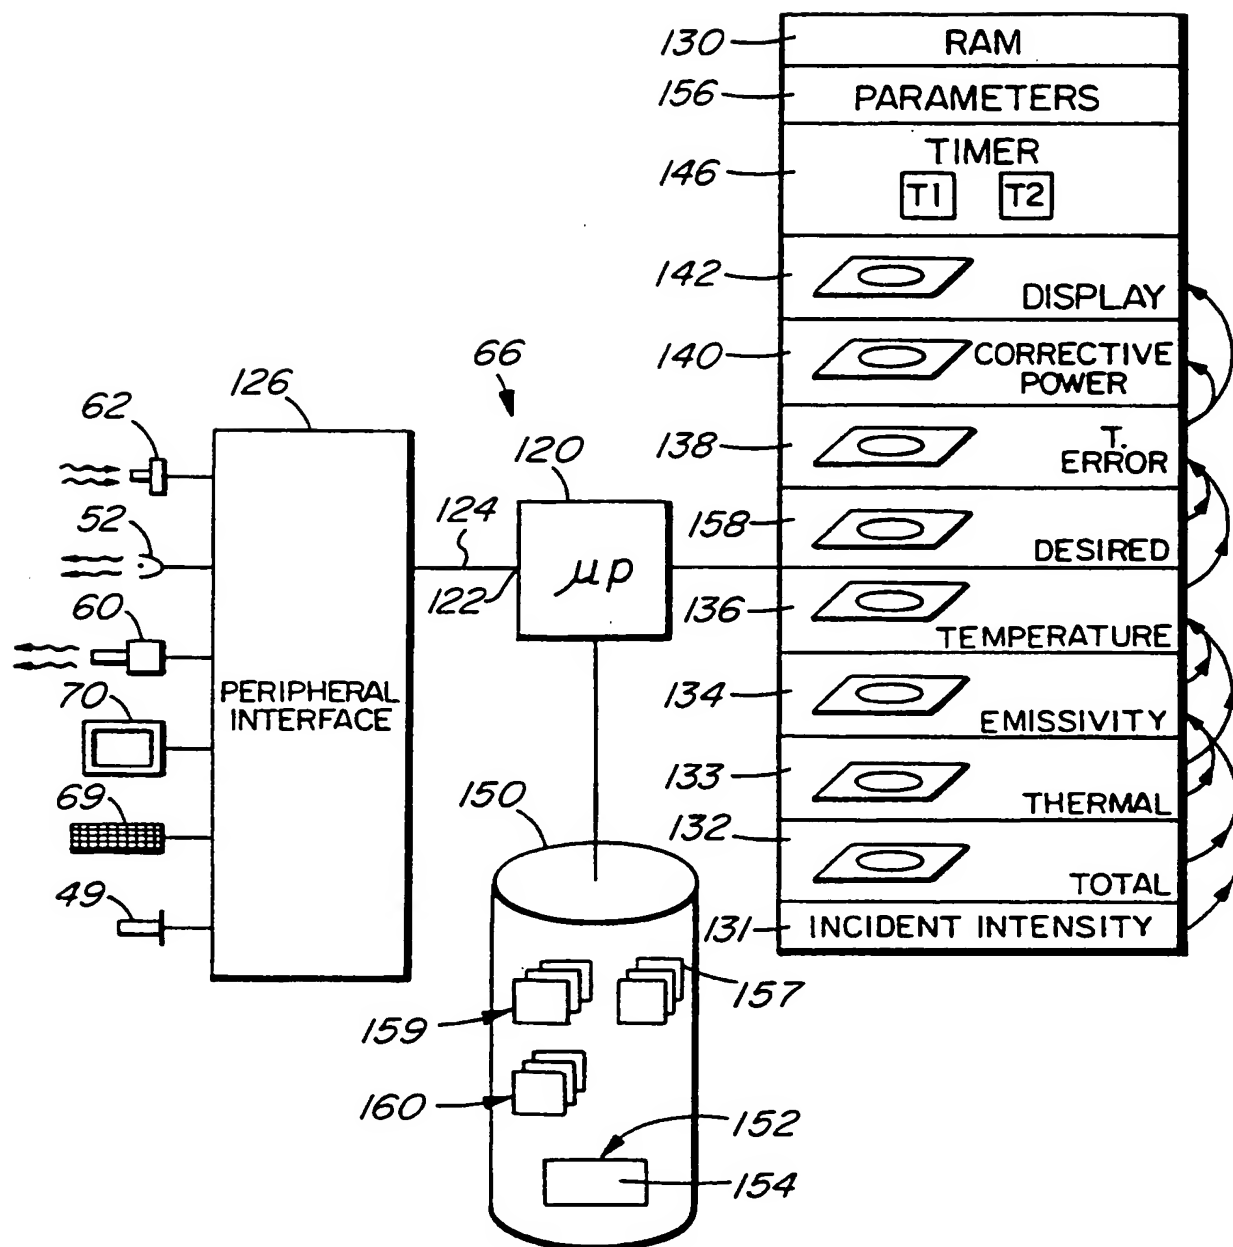 130 RAM
156 PARAMETERS
146 TIMER
T1 T2
142 DISPLAY
140 CORRECTIVE
POWER
138 T.
ERROR
158 DESIRED
136 TEMPERATURE
134 EMISSIVITY
133 THERMAL
132 TOTAL
131 INCIDENT INTENSITY
66
126
62
52
60
70
69
49
PERIPHERAL
INTERFACE
120
124
122
μp
150
159
157
160
152
154